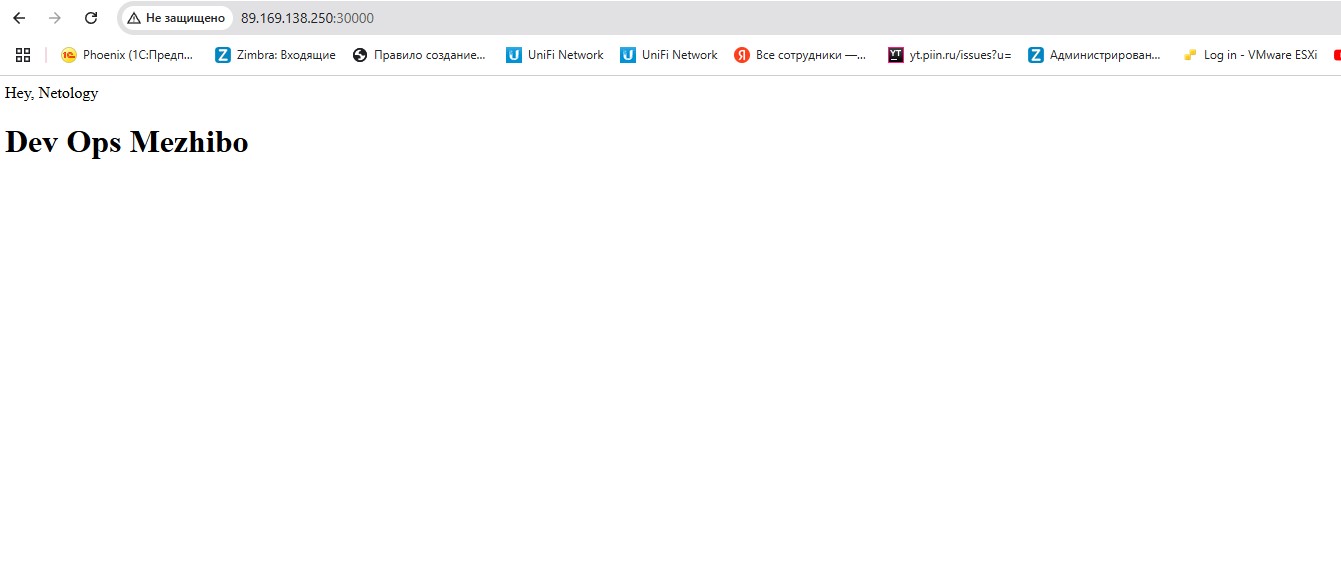 Не защищено 89.169.138.250:30000
Phoenix (1С:Предп... Zimbra: Входящие Правило создание... UniFi Network UniFi Network Все сотрудники —... yt.piin.ru/issues?u= Администрирован... Log in - VMware ESXi
Hey, Netology
Dev Ops Mezhibo